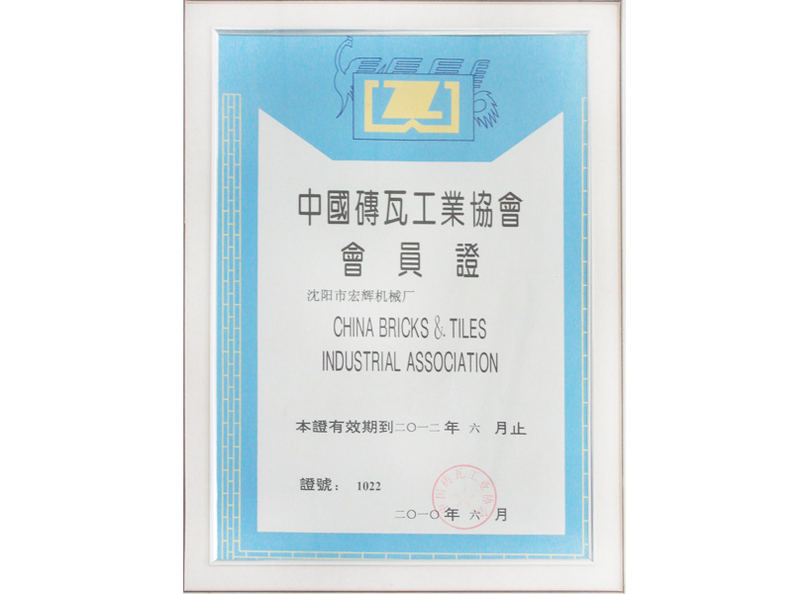 中國磚瓦工業協會
會員證
沈阳市宏辉机械厂
CHINA BRICKS & TILES
INDUSTRIAL ASSOCIATION
本證有效期到二〇一二年 六 月止
證號： 1022
二〇一〇年 六 月